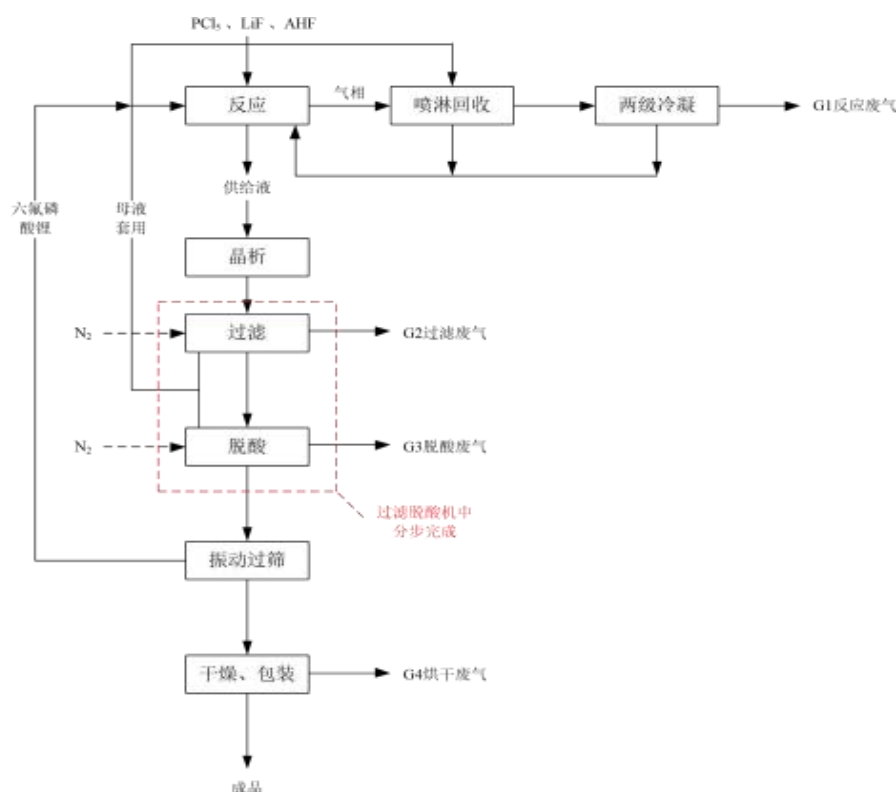 PCl₅、LiF、AHF
反应
气相
喷淋回收
两级冷凝
G1反应废气
供给液
六氟磷
酸锂
母液
套用
晶析
N₂
过滤
G2过滤废气
N₂
脱酸
G3脱酸废气
过滤脱酸机中
分步完成
振动过筛
干燥、包装
G4烘干废气
成品